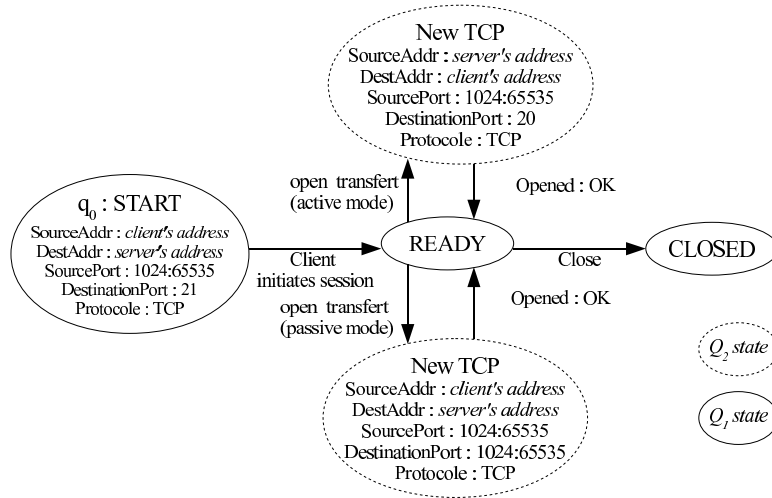 New TCP
SourceAddr : server's address
DestAddr : client's address
SourcePort : 1024:65535
DestinationPort : 20
Protocole : TCP
open transfert
(active mode)
Opened : OK
q0 : START
SourceAddr : client's address
DestAddr : server's address
SourcePort : 1024:65535
DestinationPort : 21
Protocole : TCP
READY
CLOSED
Client
initiates session
Close
open transfert
(passive mode)
Opened : OK
New TCP
SourceAddr : client's address
DestAddr : server's address
SourcePort : 1024:65535
DestinationPort : 1024:65535
Protocole : TCP
Q2 state
Q1 state